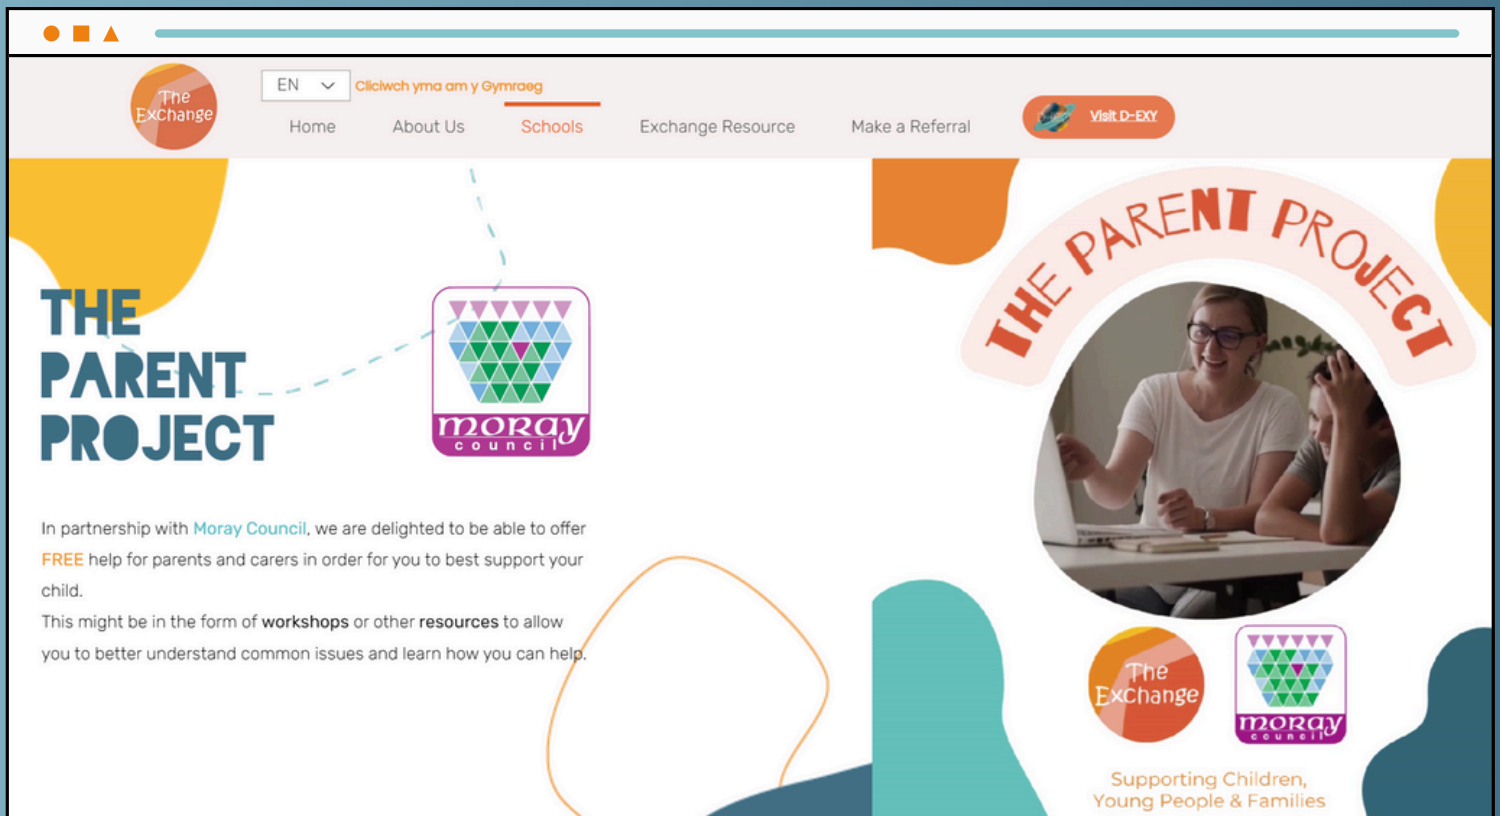 The
Exchange
EN
Cliciwch yma am y Gymraeg
Home
About Us
Schools
Exchange Resource
Make a Referral
Visit D-EXY
THE
PARENT
PROJECT
moray
council
In partnership with Moray Council, we are delighted to be able to offer
FREE help for parents and carers in order for you to best support your
child.
This might be in the form of workshops or other resources to allow
you to better understand common issues and learn how you can help.
THE PARENT PROJECT
The
Exchange
moray
council
Supporting Children,
Young People & Families